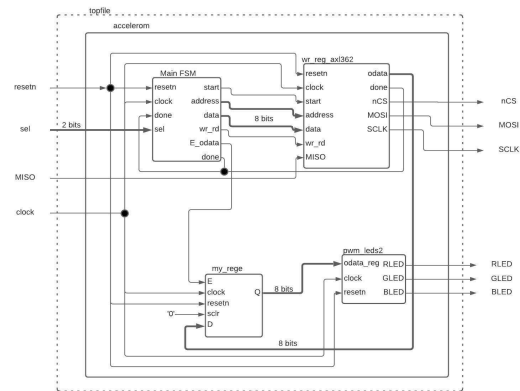 topfile
accelerom
resetn
sel
2 bits
MISO
clock
Main FSM
resetn
clock
done
sel
start
address
data
wr_rd
E_odata
done
8 bits
wr_reg_axl362
resetn
clock
start
address
data
wr_rd
MISO
odata
done
nCS
MOSI
SCLK
nCS
MOSI
SCLK
my_rege
E
clock
resetn
sclr
D
Q
'0'
8 bits
8 bits
pwm_leds2
odata_reg
clock
resetn
RLED
GLED
BLED
RLED
GLED
BLED